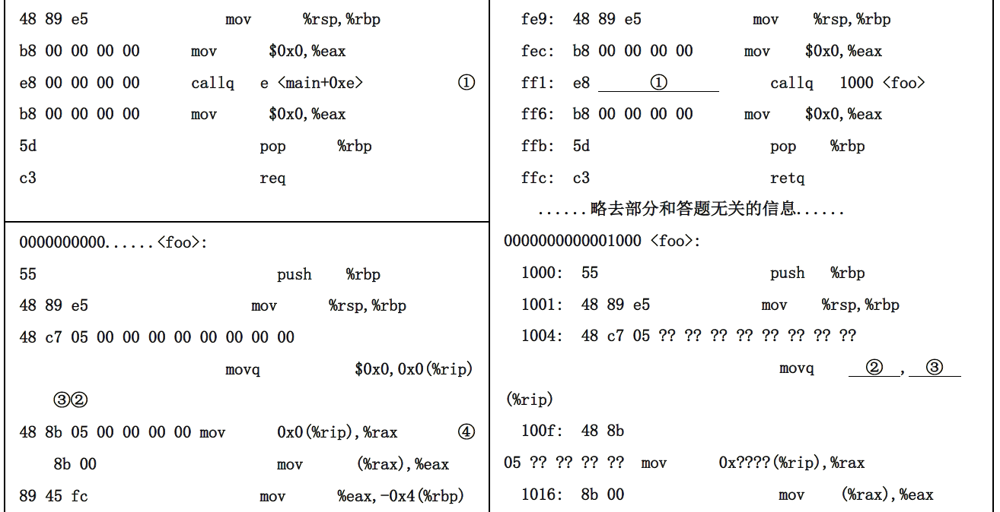 48 89 e5 mov %rsp,%rbp
b8 00 00 00 00 mov $0x0,%eax
e8 00 00 00 00 callq e <main+0xe> ①
b8 00 00 00 00 mov $0x0,%eax
5d pop %rbp
c3 req
0000000000......<foo>:
55 push %rbp
48 89 e5 mov %rsp,%rbp
48 c7 05 00 00 00 00 00 00 00 00
movq $0x0,0x0(%rip)
③②
48 8b 05 00 00 00 00 mov 0x0(%rip),%rax ④
8b 00 mov (%rax),%eax
89 45 fc mov %eax,-0x4(%rbp)
fe9: 48 89 e5 mov %rsp,%rbp
fec: b8 00 00 00 00 mov $0x0,%eax
ff1: e8 ① callq 1000 <foo>
ff6: b8 00 00 00 00 mov $0x0,%eax
ffb: 5d pop %rbp
ffc: c3 retq
......略去部分和答题无关的信息......
0000000000001000 <foo>:
1000: 55 push %rbp
1001: 48 89 e5 mov %rsp,%rbp
1004: 48 c7 05 ?? ?? ?? ?? ?? ?? ?? ??
movq ②,③
(%rip)
100f: 48 8b
05 ?? ?? ?? ?? mov 0x????(%rip),%rax
1016: 8b 00 mov (%rax),%eax